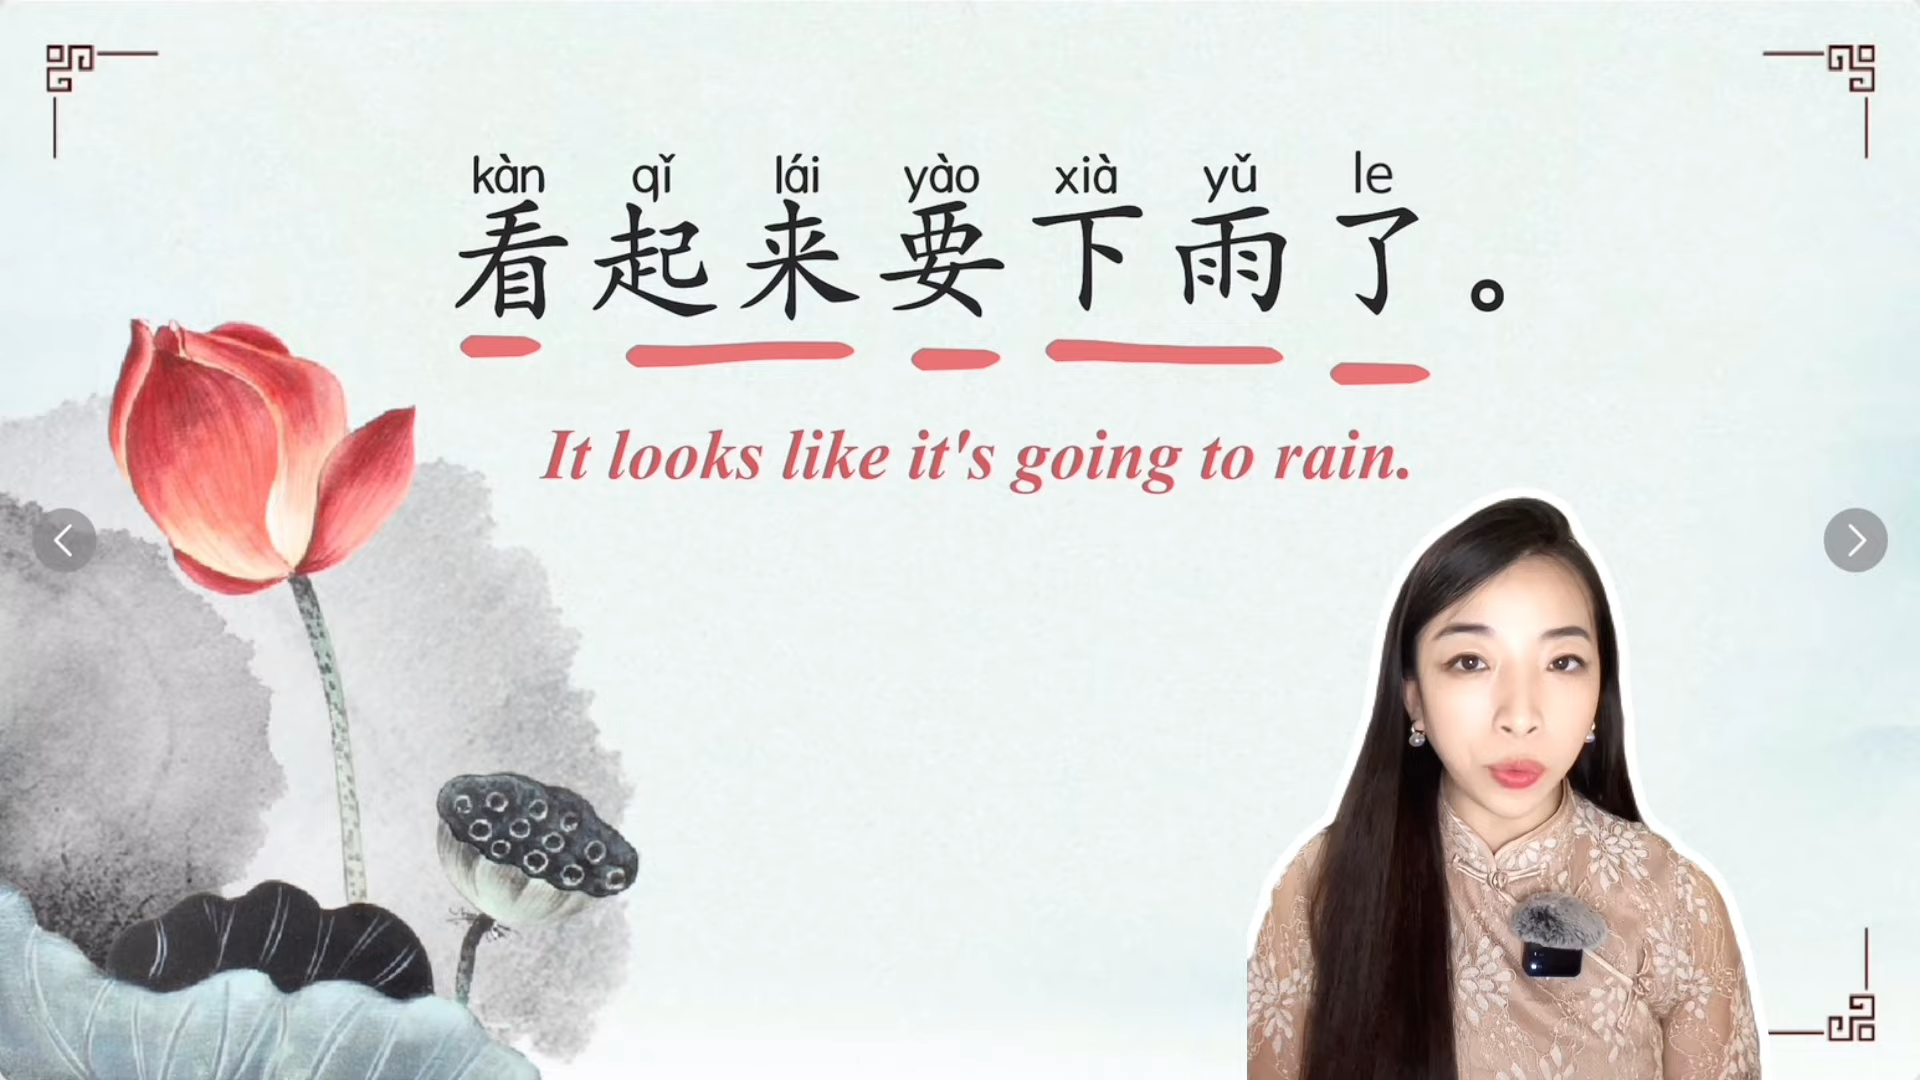 kàn qǐ lái yào xià yǔ le
看起来要下雨了。
It looks like it's going to rain.